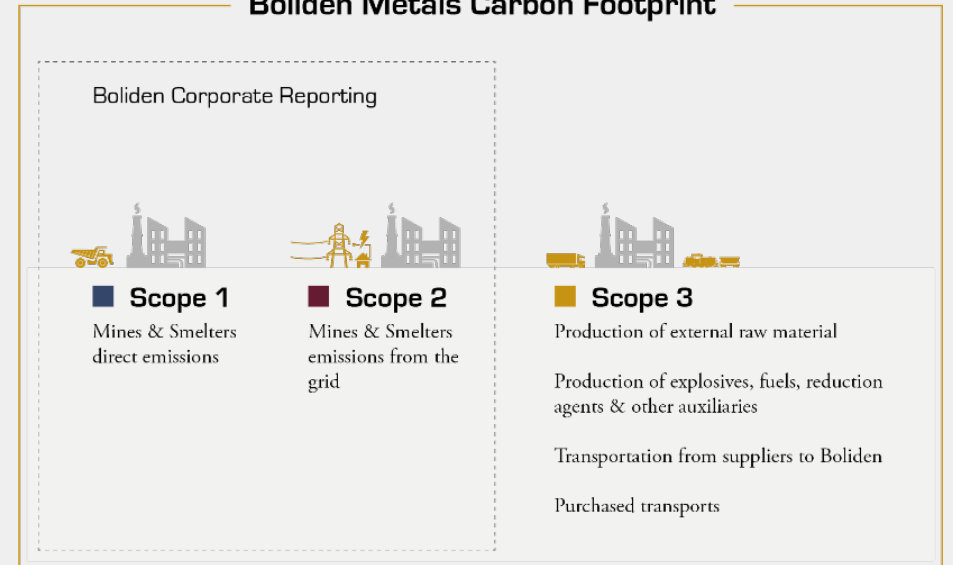 Boliden Metals Carbon Footprint
Boliden Corporate Reporting
Scope 1
Mines & Smelters
direct emissions
Scope 2
Mines & Smelters
emissions from the
grid
Scope 3
Production of external raw material
Production of explosives, fuels, reduction
agents & other auxiliaries
Transportation from suppliers to Boliden
Purchased transports